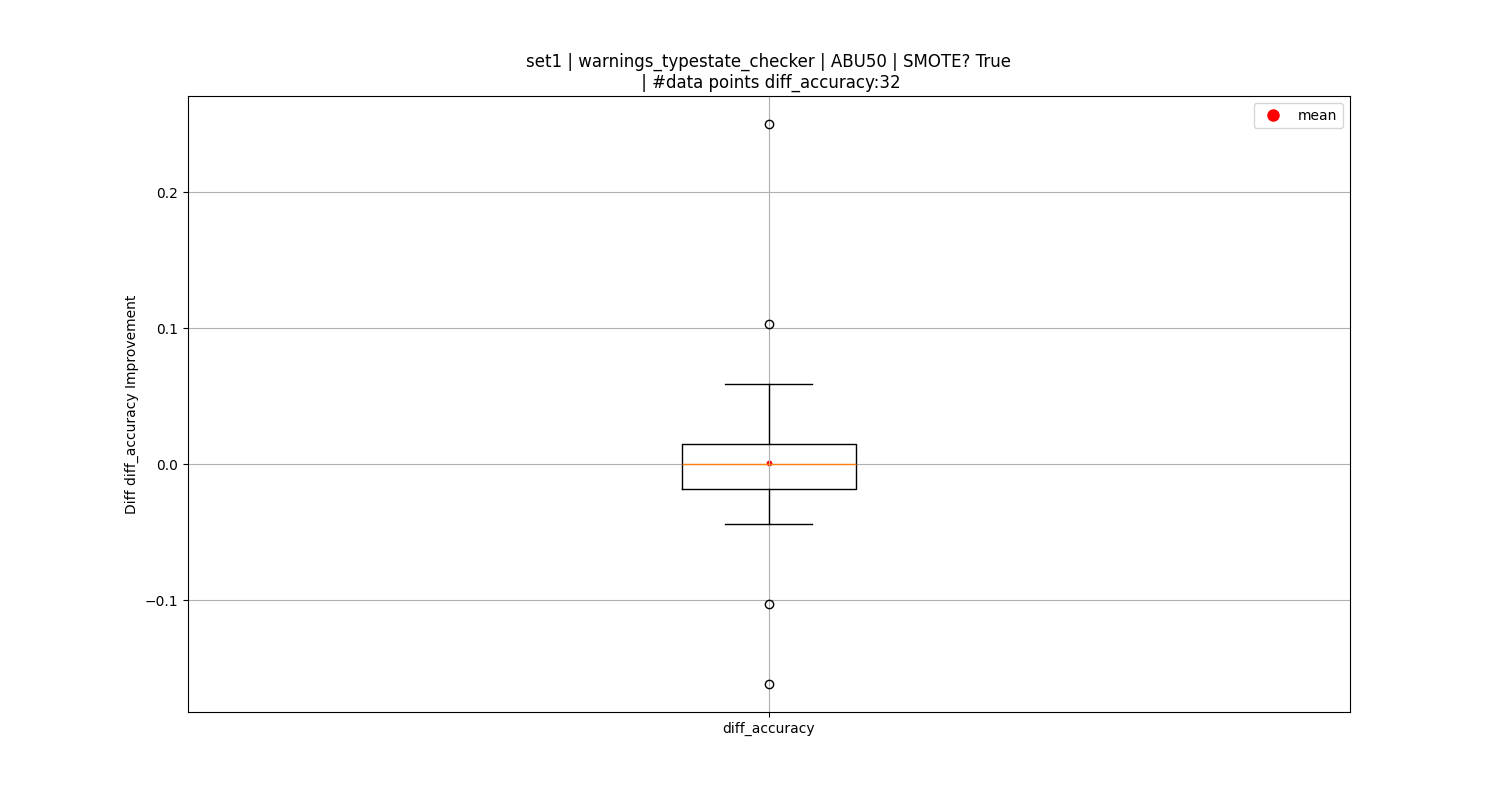 set1 | warnings_typestate_checker | ABU50 | SMOTE? True
| #data points diff_accuracy:32
mean
0.2
0.1
0.0
−0.1
Diff diff_accuracy Improvement
diff_accuracy